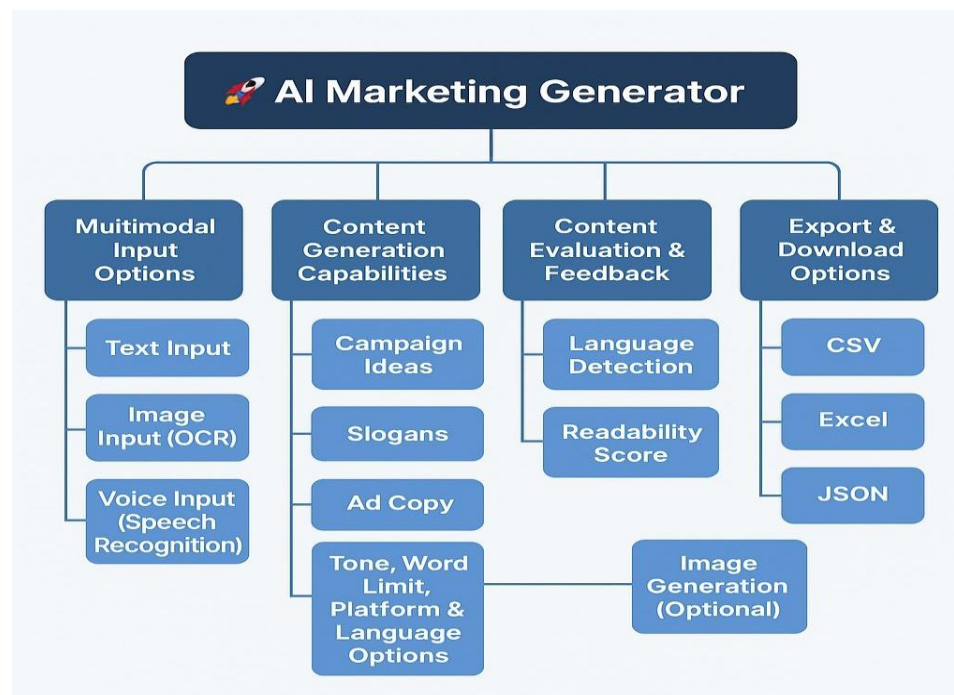 🚀 AI Marketing Generator
Muitimodal
Input
Options
Text Input
Image
Input (OCR)
Voice Input
(Speech
Recognition)
Content
Generation
Capabilities
Campaign
Ideas
Slogans
Ad Copy
Tone, Word
Limit,
Platform &
Language
Options
Image
Generation
(Optional)
Content
Evaluation &
Feedback
Language
Detection
Readability
Score
Export &
Download
Options
CSV
Excel
JSON